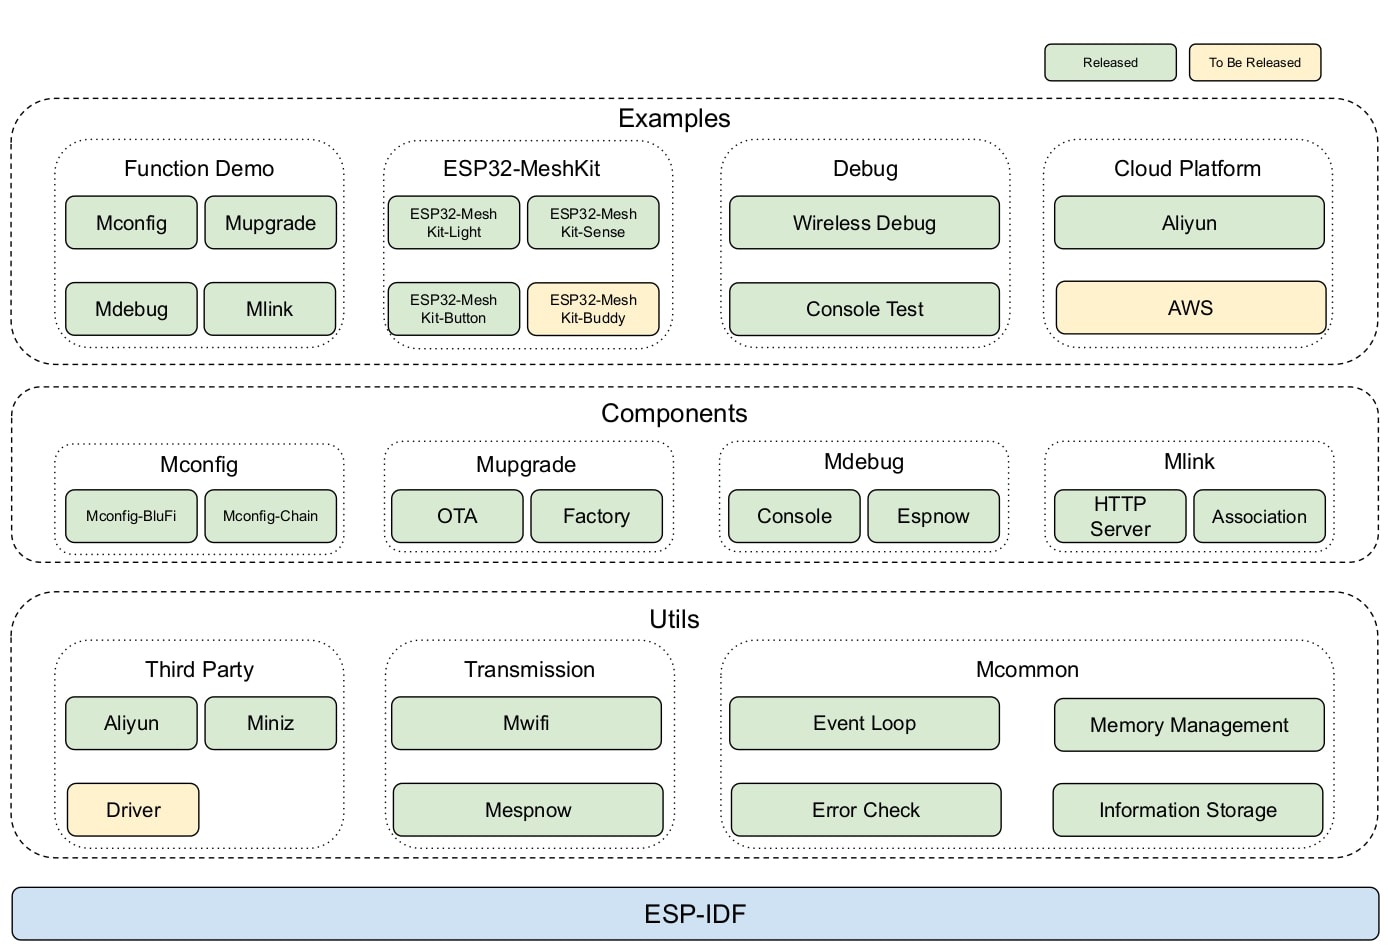 Released
To Be Released
Examples
Function Demo
Mconfig
Mupgrade
Mdebug
Mlink
ESP32-MeshKit
ESP32-Mesh
Kit-Light
ESP32-Mesh
Kit-Sense
ESP32-Mesh
Kit-Button
ESP32-Mesh
Kit-Buddy
Debug
Wireless Debug
Console Test
Cloud Platform
Aliyun
AWS
Components
Mconfig
Mconfig-BluFi
Mconfig-Chain
Mupgrade
OTA
Factory
Mdebug
Console
Espnow
Mlink
HTTP
Server
Association
Utils
Third Party
Aliyun
Miniz
Driver
Transmission
Mwifi
Mespnow
Mcommon
Event Loop
Memory Management
Error Check
Information Storage
ESP-IDF